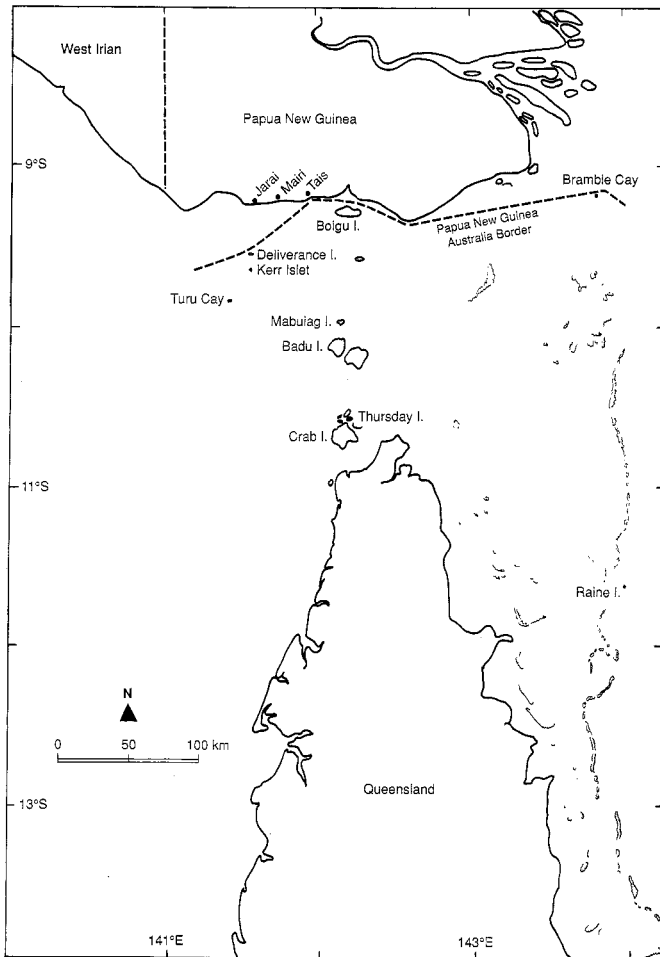 West Irian
Papua New Guinea
9°S
Jarai
Mairi
Tais
Bramble Cay
Boigu I.
Papua New Guinea
Australia Border
Deliverance I.
Kerr Islet
Turu Cay
Mabuiag I.
Badu I.
Thursday I.
Crab I.
11°S
Raine I.
N
0 50 100 km
Queensland
13°S
141°E
143°E